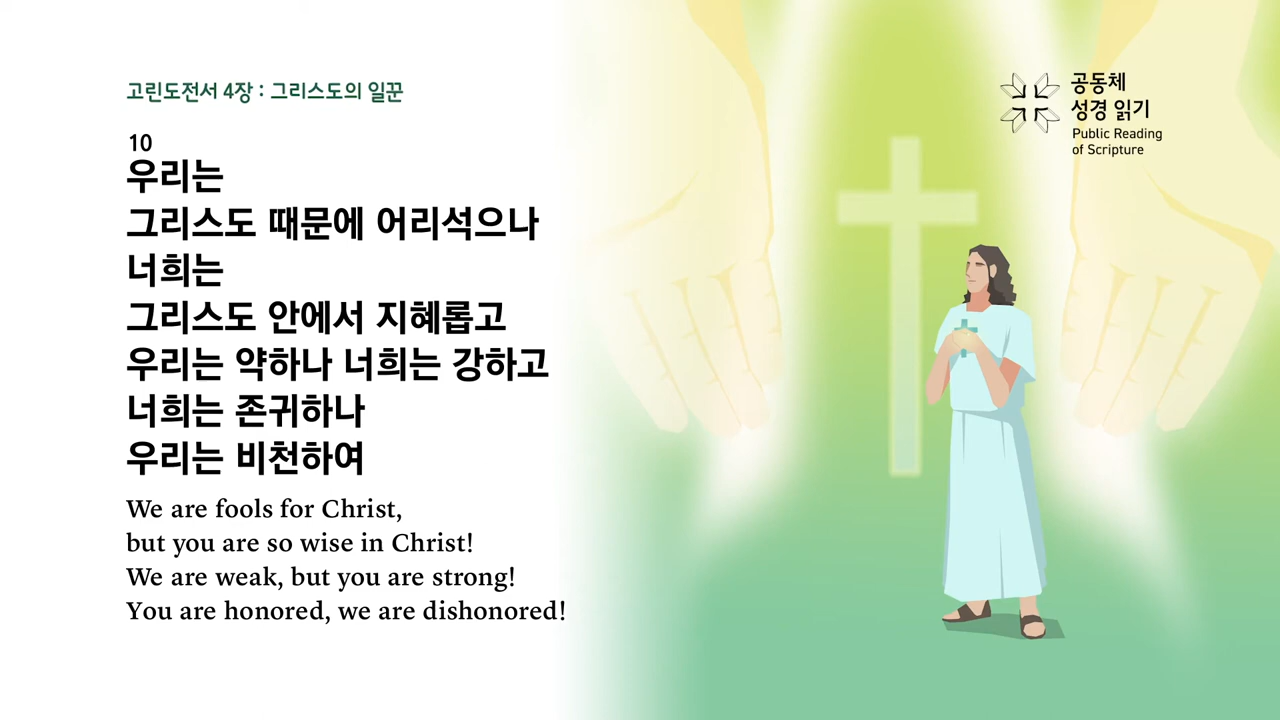 고린도전서 4장 : 그리스도의 일꾼
공동체
성경 읽기
Public Reading
of Scripture
10
우리는
그리스도 때문에 어리석으나
너희는
그리스도 안에서 지혜롭고
우리는 약하나 너희는 강하고
너희는 존귀하나
우리는 비천하여
We are fools for Christ,
but you are so wise in Christ!
We are weak, but you are strong!
You are honored, we are dishonored!